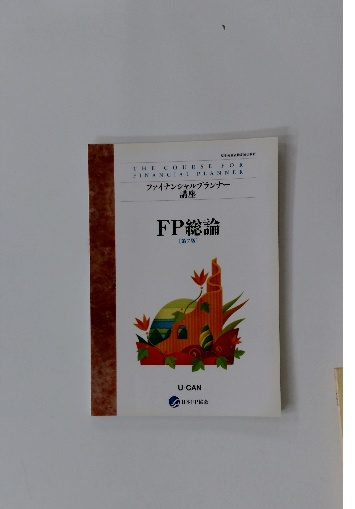 THE COURSE FOR
FINANCIAL PLANNER
ファイナンシャルプランナー
講座
FP総論
U-CAN
日本FP協会